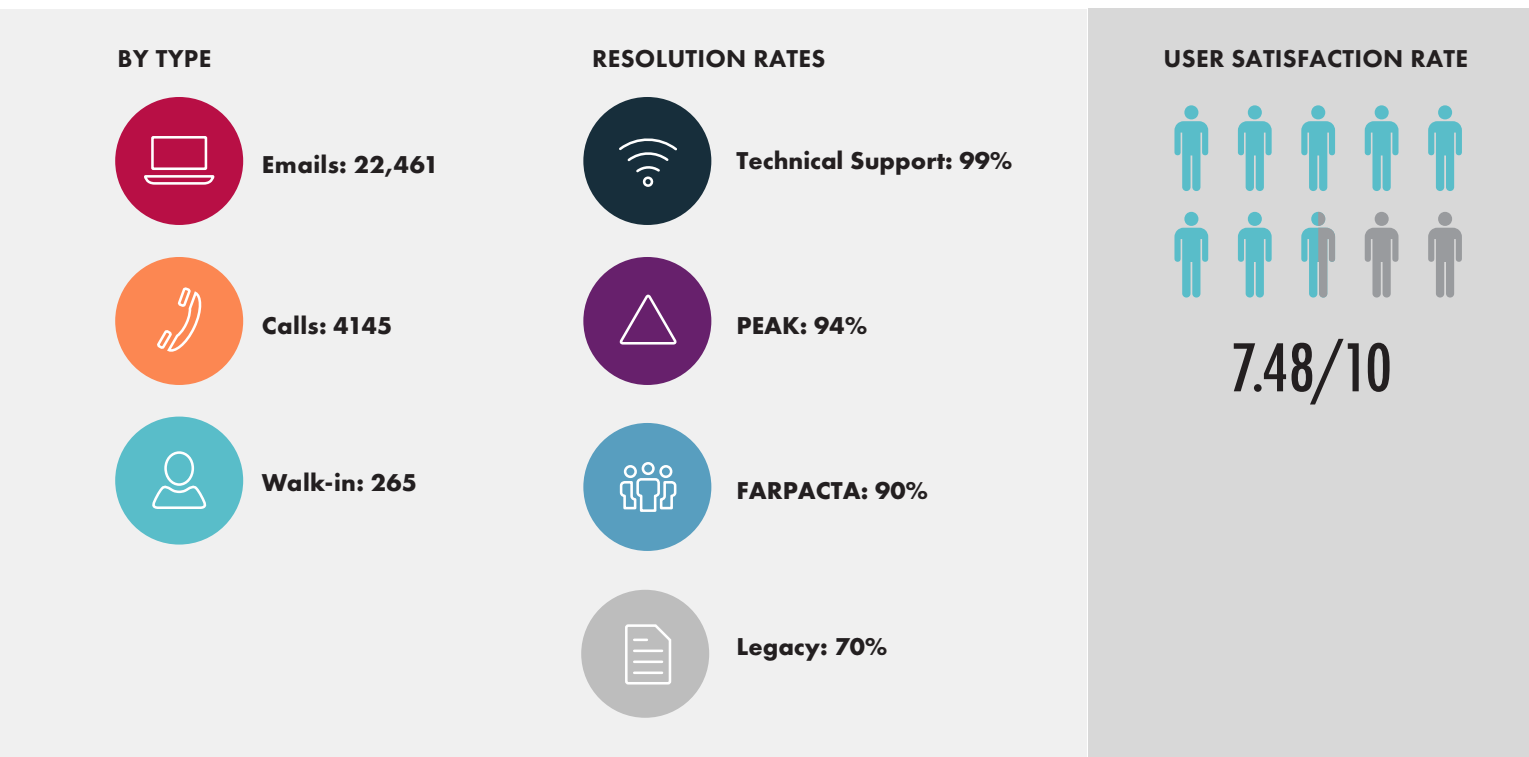 BY TYPE
Emails: 22,461
Calls: 4145
Walk-in: 265
RESOLUTION RATES
Technical Support: 99%
PEAK: 94%
FARPACTA: 90%
Legacy: 70%
USER SATISFACTION RATE
7.48/10